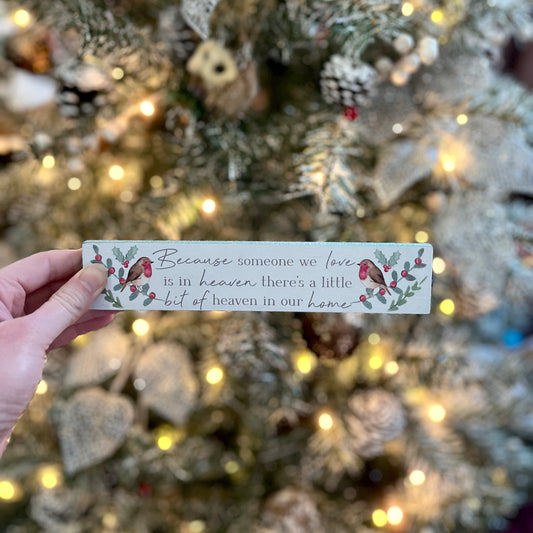 Because someone we love
is in heaven there's a little
bit of heaven in our home